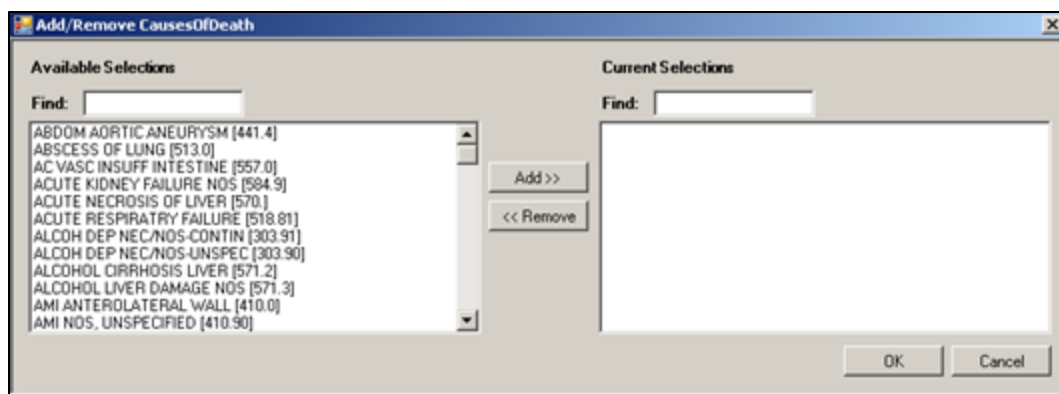 Add/Remove CausesOfDeath
Available Selections
Current Selections
Find:
Find:
ABDOM AORTIC ANEURYSM [441.4]
ABSCESS OF LUNG [513.0]
AC VASC INSUFF INTESTINE [557.0]
ACUTE KIDNEY FAILURE NOS [584.9]
ACUTE NECROSIS OF LIVER [570.]
ACUTE RESPIRATRY FAILURE [518.81]
ALCOH DEP NEC/NOS-CONTIN [303.91]
ALCOH DEP NEC/NOS-UNSPEC [303.90]
ALCOHOL CIRRHOSIS LIVER [571.2]
ALCOHOL LIVER DAMAGE NOS [571.3]
AMI ANTEROLATERAL WALL [410.0]
AMI NOS, UNSPECIFIED [410.90]
Add >>
<< Remove
OK
Cancel